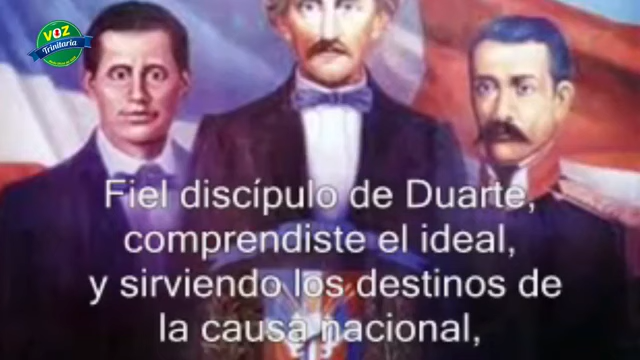 VOZ
Trinitaria
Fiel discípulo de Duarte,
comprendiste el ideal,
y sirviendo los destinos de
la causa nacional,